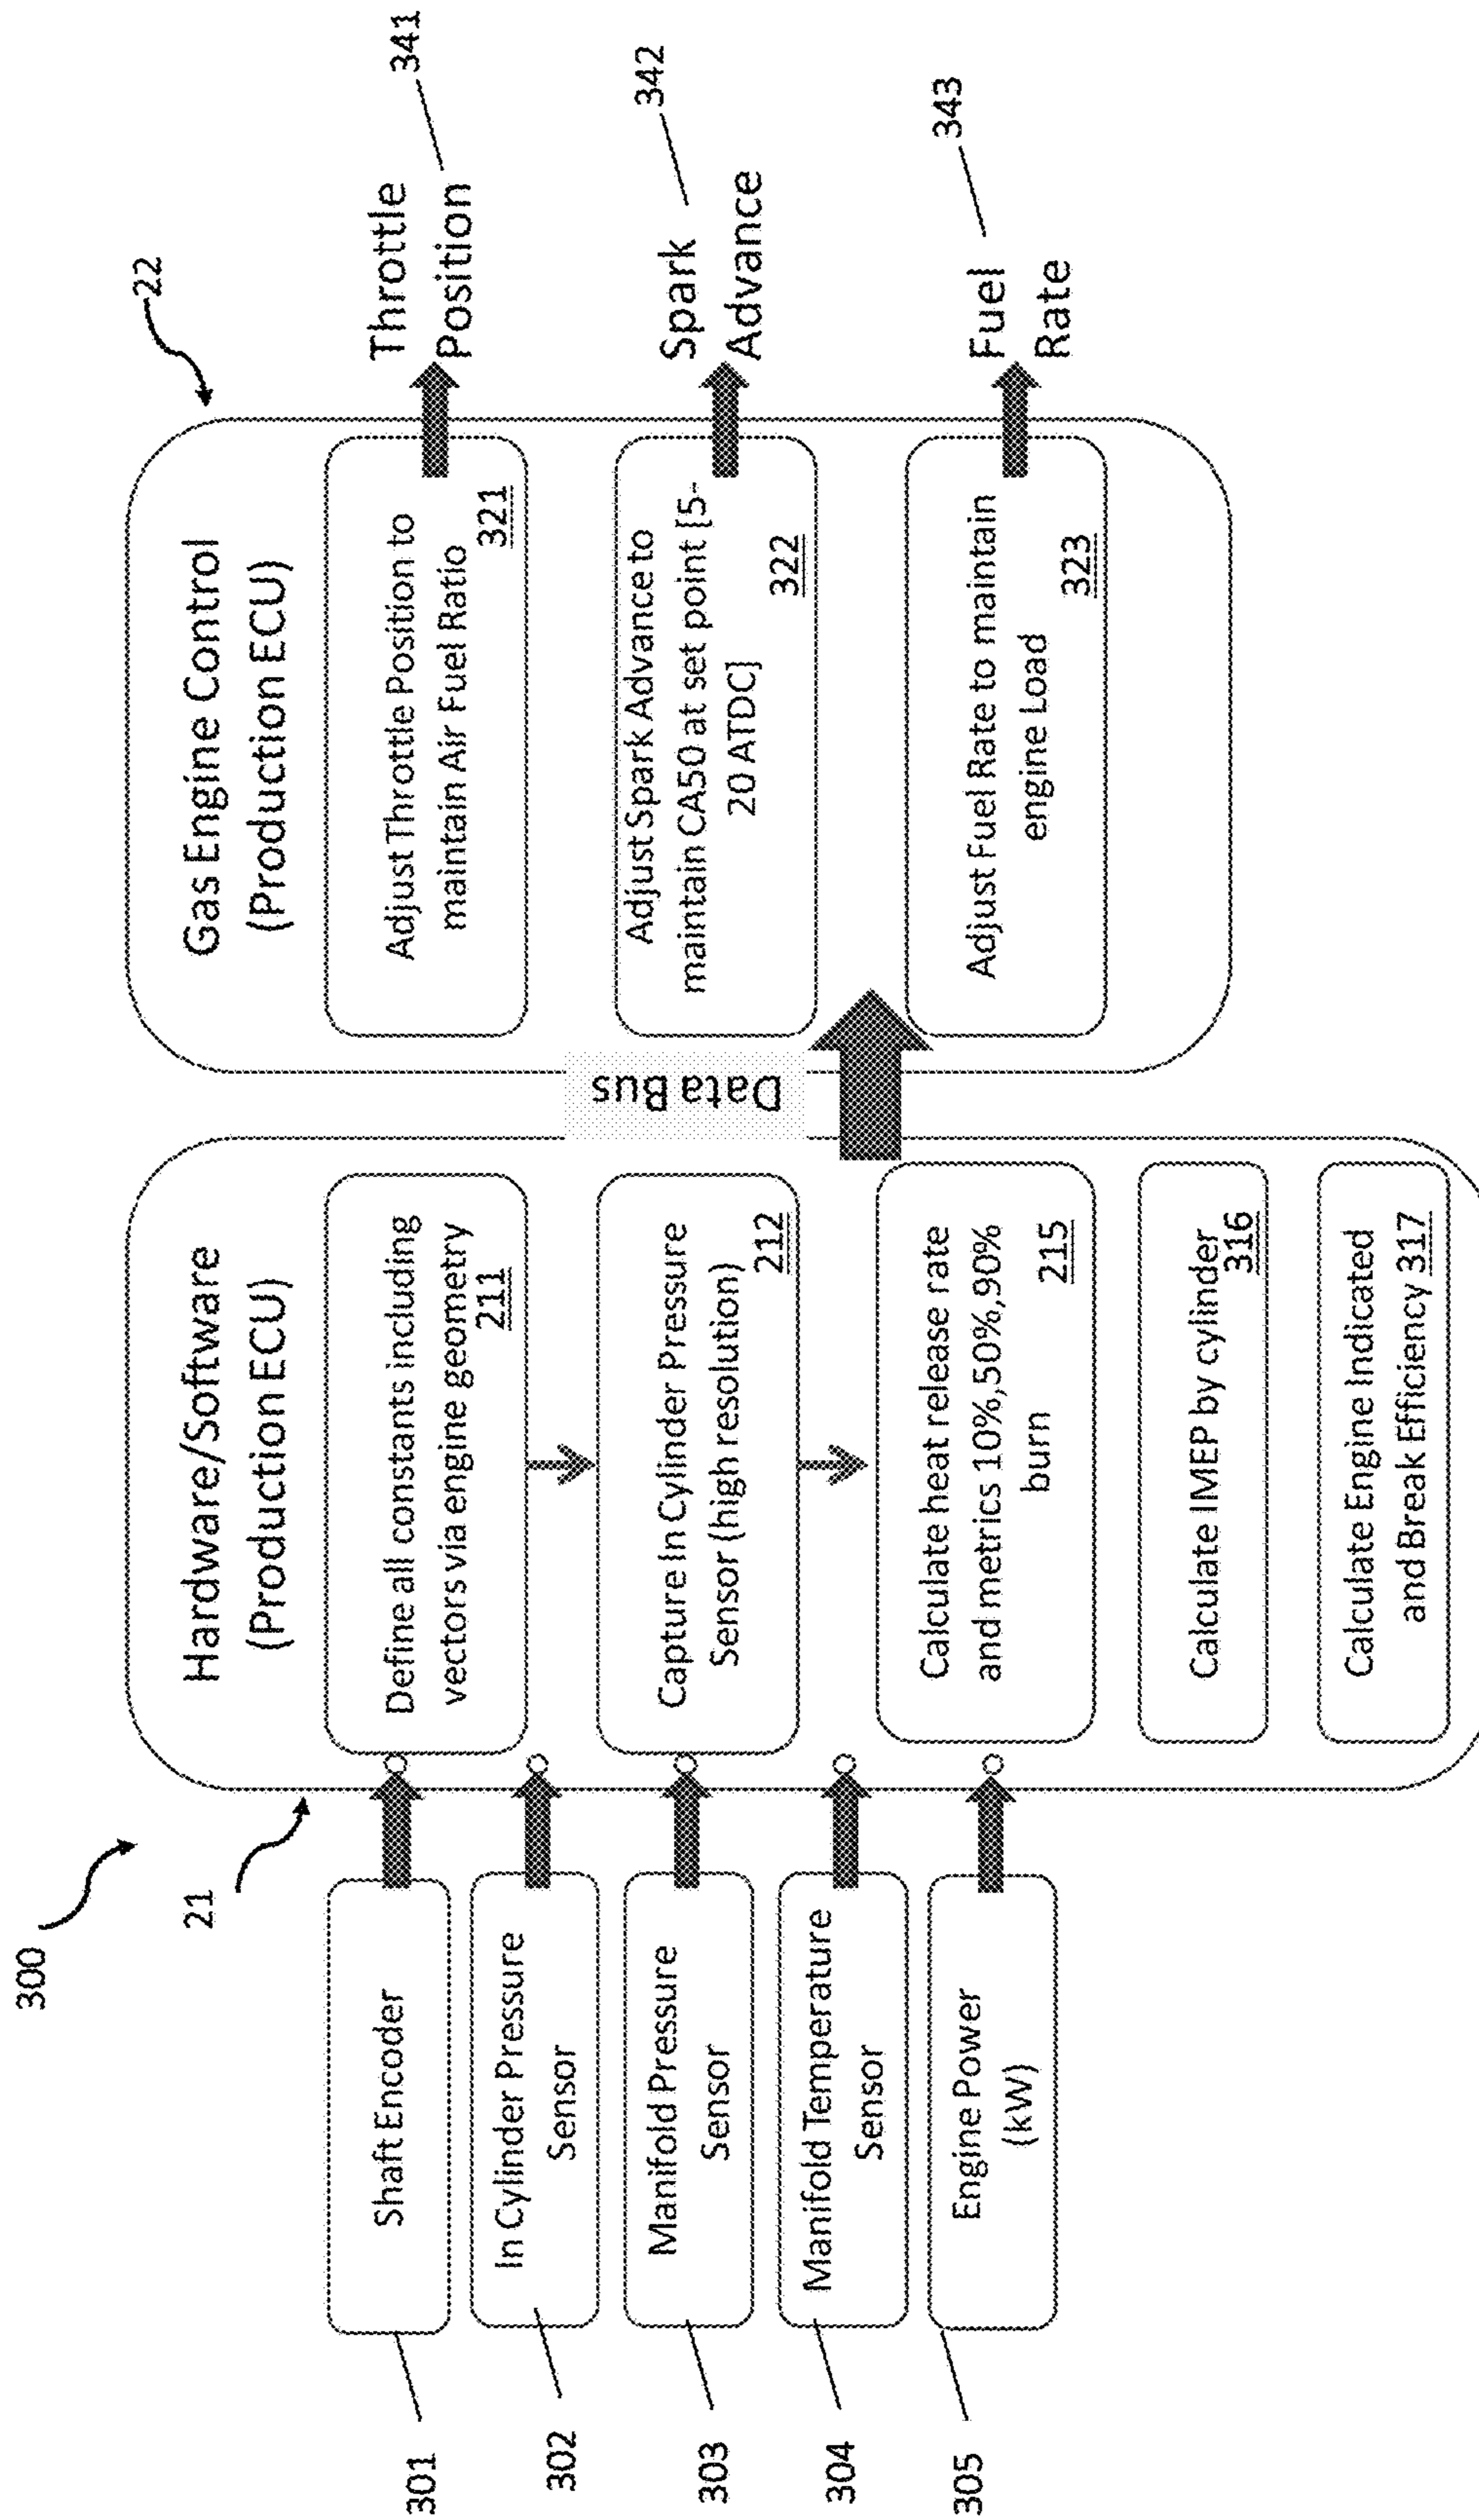 300
21
22
301
302
303
304
305
Shaft Encoder
In Cylinder Pressure
Sensor
Manifold Pressure
Sensor
Manifold Temperature
Sensor
Engine Power
(kW)
Hardware/Software
(Production ECU)
Define all constants including
vectors via engine geometry
211
Capture In Cylinder Pressure
Sensor (high resolution)
212
Calculate heat release rate
and metrics 10%,50%,90%
burn
215
Calculate IMEP by cylinder
316
Calculate Engine Indicated
and Break Efficiency 317
Data Bus
Gas Engine Control
(Production ECU)
Adjust Throttle Position to
maintain Air Fuel Ratio
321
Adjust Spark Advance to
maintain CA50 at set point [5-
20 ATDC]
322
Adjust Fuel Rate to maintain
engine Load
323
Throttle
Position
341
Spark
Advance
342
Fuel
Rate
343